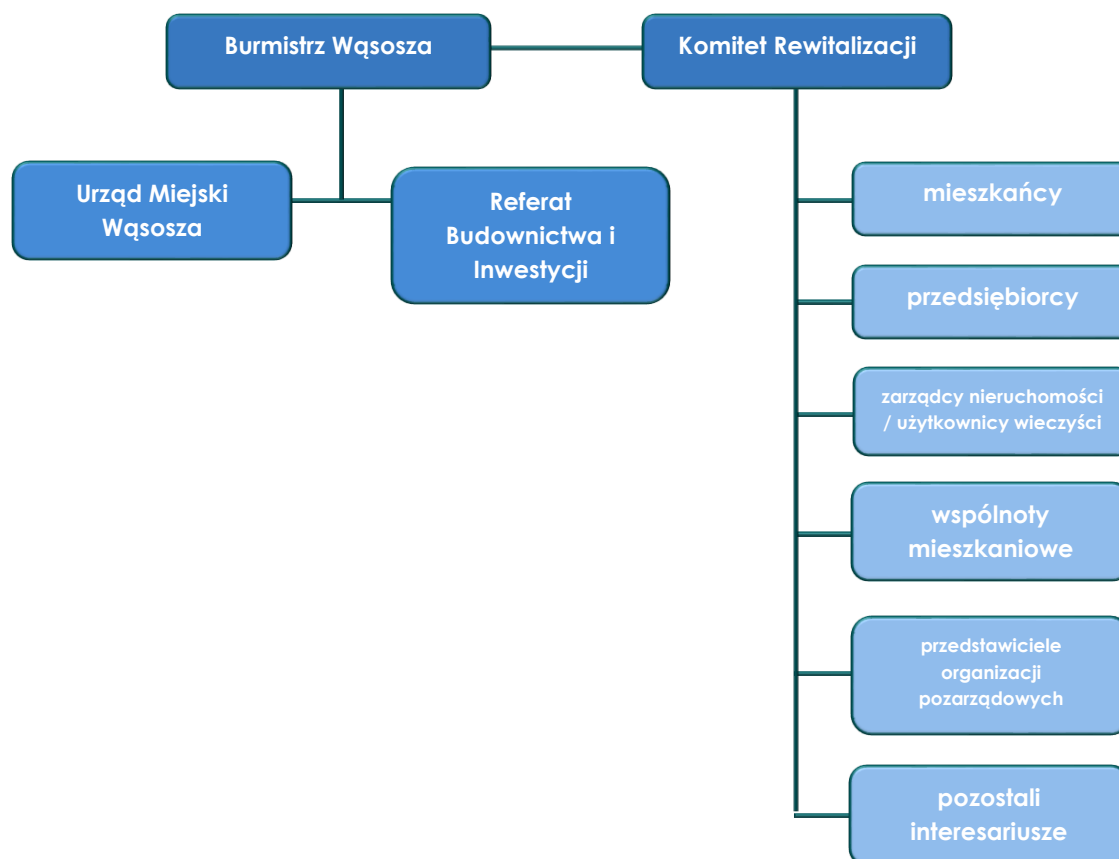 Burmistrz Wąsosza
Komitet Rewitalizacji
Urząd Miejski
Wąsosza
Referat
Budownictwa i
Inwestycji
mieszkańcy
przedsiębiorcy
zarządcy nieruchomości
/ użytkownicy wieczyści
wspólnoty
mieszkaniowe
przedstawiciele
organizacji
pozarządowych
pozostali
interesariusze